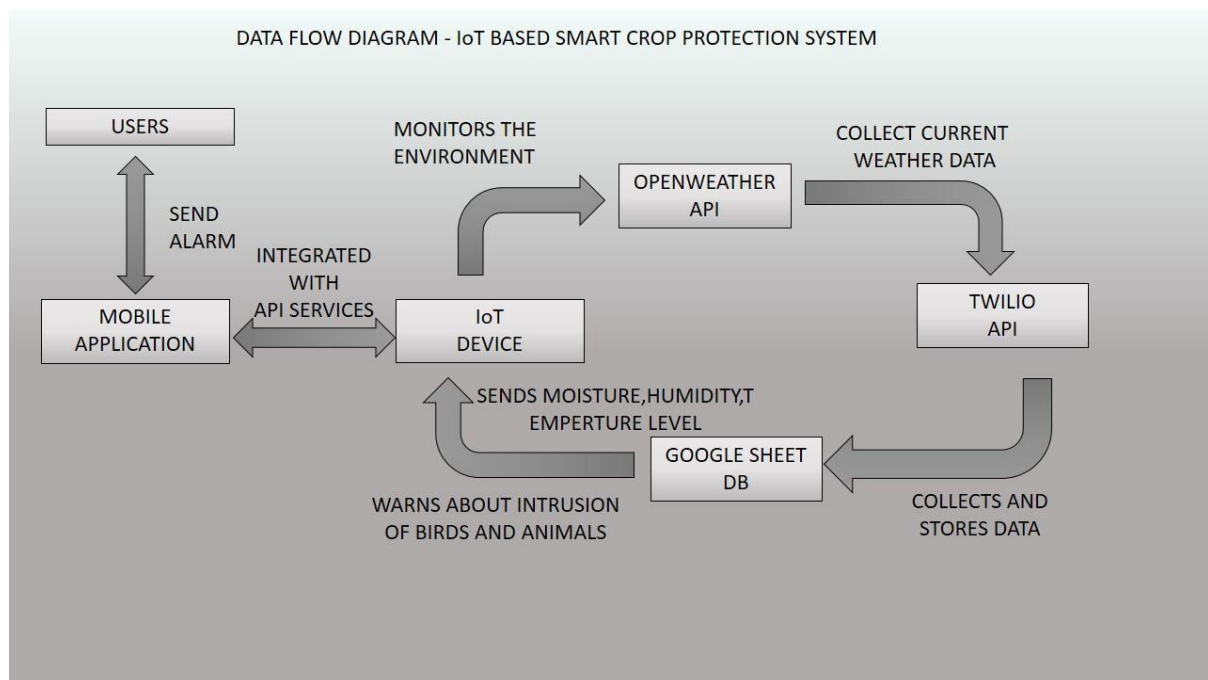 DATA FLOW DIAGRAM - IoT BASED SMART CROP PROTECTION SYSTEM
USERS
MONITORS THE
ENVIRONMENT
COLLECT CURRENT
WEATHER DATA
OPENWEATHER
API
SEND
ALARM
INTEGRATED
WITH
API SERVICES
MOBILE
APPLICATION
IoT
DEVICE
TWILIO
API
SENDS MOISTURE,HUMIDITY,T
EMPERTURE LEVEL
GOOGLE SHEET
DB
WARNS ABOUT INTRUSION
OF BIRDS AND ANIMALS
COLLECTS AND
STORES DATA